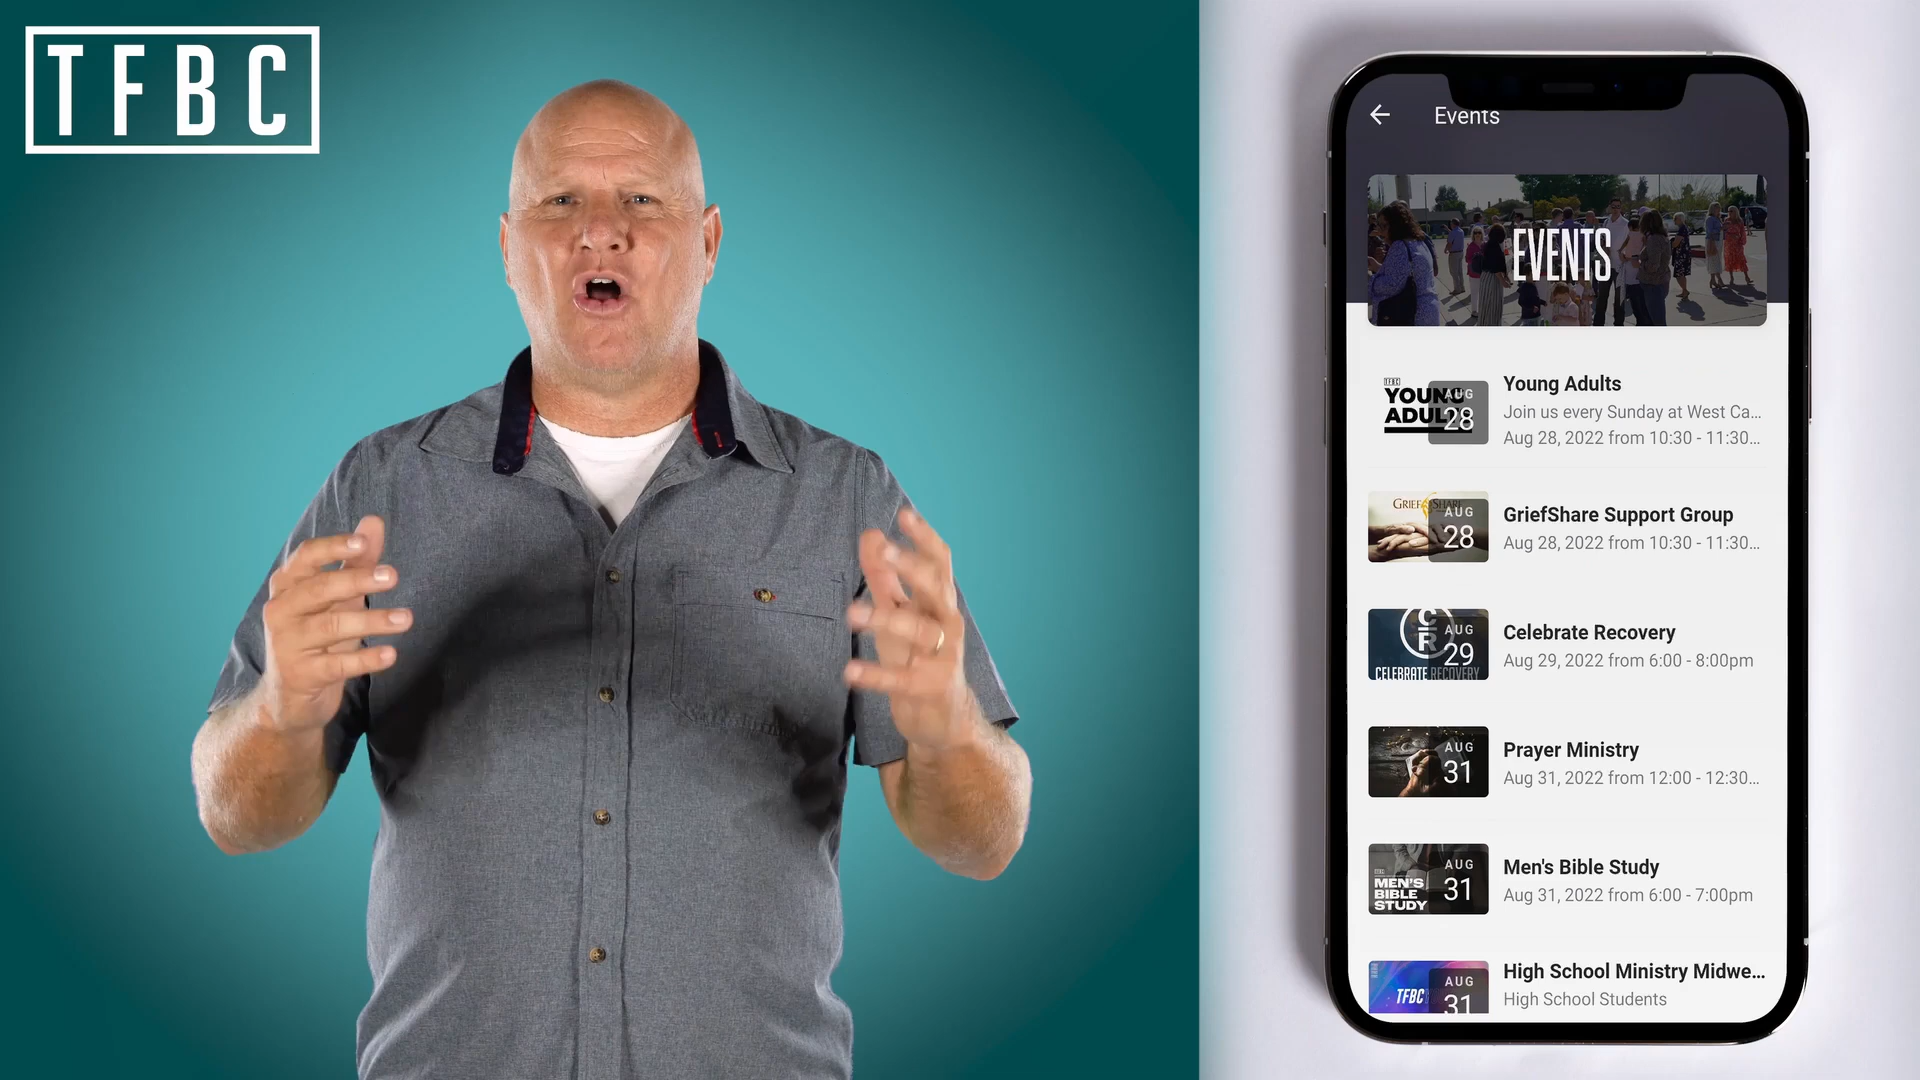 TFBC
Events
EVENTS
YOUNG
ADUL
AUG
28
Young Adults
Join us every Sunday at West Ca...
Aug 28, 2022 from 10:30 - 11:30...
GRIEFSHARE
AUG
28
GriefShare Support Group
Aug 28, 2022 from 10:30 - 11:30...
CR
CELEBRATE RECOVERY
AUG
29
Celebrate Recovery
Aug 29, 2022 from 6:00 - 8:00pm
AUG
31
Prayer Ministry
Aug 31, 2022 from 12:00 - 12:30...
MEN'S
BIBLE
STUDY
AUG
31
Men's Bible Study
Aug 31, 2022 from 6:00 - 7:00pm
TFBC
AUG
31
High School Ministry Midwe...
High School Students